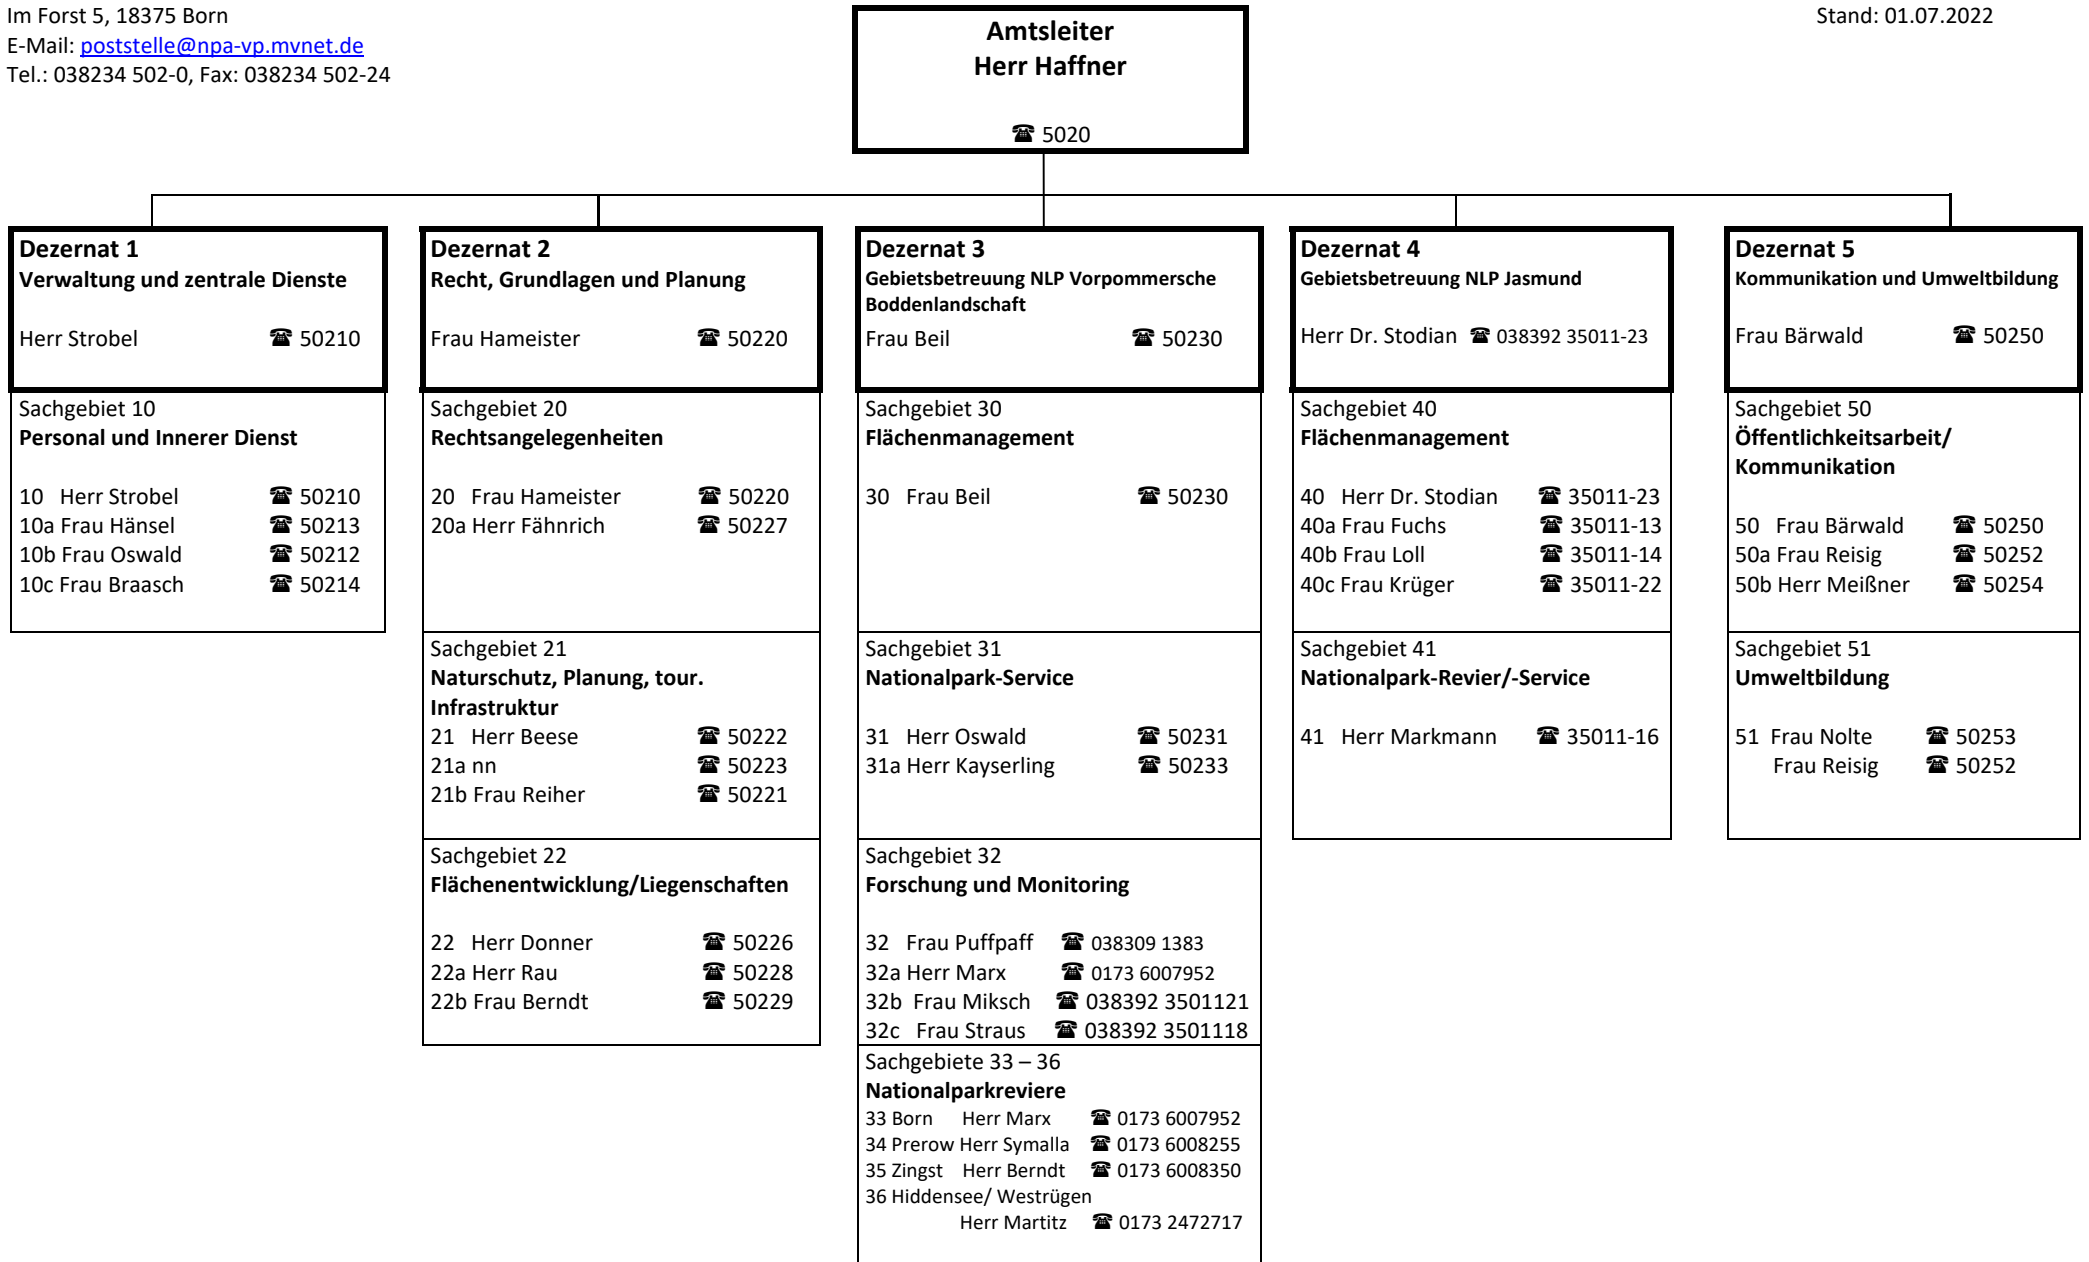 Im Forst 5, 18375 Born
E-Mail: poststelle@npa-vp.mvnet.de
Tel.: 038234 502-0, Fax: 038234 502-24
Amtsleiter
Herr Haffner
☎ 5020
Stand: 01.07.2022
Dezernat 1
Verwaltung und zentrale Dienste
Herr Strobel ☎ 50210
Sachgebiet 10
Personal und Innerer Dienst
10 Herr Strobel ☎ 50210
10a Frau Hänsel ☎ 50213
10b Frau Oswald ☎ 50212
10c Frau Braasch ☎ 50214
Dezernat 2
Recht, Grundlagen und Planung
Frau Hameister ☎ 50220
Sachgebiet 20
Rechtsangelegenheiten
20 Frau Hameister ☎ 50220
20a Herr Fähnrich ☎ 50227
Sachgebiet 21
Naturschutz, Planung, tour.
Infrastruktur
21 Herr Beese ☎ 50222
21a nn ☎ 50223
21b Frau Reiher ☎ 50221
Sachgebiet 22
Flächenentwicklung/Liegenschaften
22 Herr Donner ☎ 50226
22a Herr Rau ☎ 50228
22b Frau Berndt ☎ 50229
Dezernat 3
Gebietsbetreuung NLP Vorpommersche
Boddenlandschaft
Frau Beil ☎ 50230
Sachgebiet 30
Flächenmanagement
30 Frau Beil ☎ 50230
Sachgebiet 31
Nationalpark-Service
31 Herr Oswald ☎ 50231
31a Herr Kayserling ☎ 50233
Sachgebiet 32
Forschung und Monitoring
32 Frau Puffpaff ☎ 038309 1383
32a Herr Marx ☎ 0173 6007952
32b Frau Miksch ☎ 038392 3501121
32c Frau Straus ☎ 038392 3501118
Sachgebiete 33 – 36
Nationalparkreviere
33 Born Herr Marx ☎ 0173 6007952
34 Prerow Herr Symalla ☎ 0173 6008255
35 Zingst Herr Berndt ☎ 0173 6008350
36 Hiddensee/ Westrügen
Herr Martitz ☎ 0173 2472717
Dezernat 4
Gebietsbetreuung NLP Jasmund
Herr Dr. Stodian ☎ 038392 35011-23
Sachgebiet 40
Flächenmanagement
40 Herr Dr. Stodian ☎ 35011-23
40a Frau Fuchs ☎ 35011-13
40b Frau Loll ☎ 35011-14
40c Frau Krüger ☎ 35011-22
Sachgebiet 41
Nationalpark-Revier/-Service
41 Herr Markmann ☎ 35011-16
Dezernat 5
Kommunikation und Umweltbildung
Frau Bärwald ☎ 50250
Sachgebiet 50
Öffentlichkeitsarbeit/
Kommunikation
50 Frau Bärwald ☎ 50250
50a Frau Reisig ☎ 50252
50b Herr Meißner ☎ 50254
Sachgebiet 51
Umweltbildung
51 Frau Nolte ☎ 50253
Frau Reisig ☎ 50252